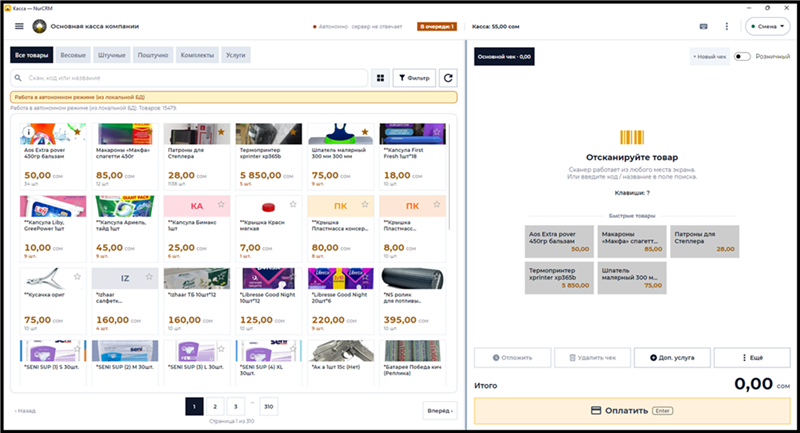 Касса — NurCRM
Основная касса компании
Автономно · сервер не отвечает
В очереди: 1
Касса: 55,00 сом
Смена
Все товары
Весовые
Штучные
Поштучно
Комплекты
Услуги
Скан, код или название
Фильтр
Работа в автономном режиме (из локальной БД)
Работа в автономном режиме (из локальной БД). Товаров: 15479.
Aos Extra pover 450гр бальзам
50,00 сом
34 шт.
Макароны «Макфа» спагетти 450г
85,00 сом
12 шт.
Патроны для Степлера
28,00 сом
1138 шт.
Термопринтер xprinter xp365b
5 850,00 сом
5 шт.
Шпатель малярный 300 мм 300 мм
75,00 сом
9 шт.
**Капсула First Fresh 1шт*18
18,00 сом
10 шт.
**Капсула Liby, GreePower 1шт
10,00 сом
9 шт.
**Капсула Ариель, тайд 1шт
45,00 сом
9 шт.
КА
**Капсула Бимакс 1шт
25,00 сом
6 шт.
**Крышка Красн мягкая
7,00 сом
1 шт.
ПК
**Крышка Пластмасса консер...
80,00 сом
8 шт.
ПК
**Крышка Пластмасс...
8,00 сом
10 шт.
**Кусачка ориг
75,00 сом
10 шт.
IZ
*Izhaar салфетк...
160,00 сом
4 шт.
*Izhaar T6 10шт*12
160,00 сом
10 шт.
*Libresse Good Night 10шт*12
125,00 сом
10 шт.
*Libresse Good Night 20шт*6
220,00 сом
9 шт.
*N5 ролик для поливы...
395,00 сом
10 шт.
*SENI SUP (1) S 30шт.
*SENI SUP (2) M 30шт.
*SENI SUP (3) L 30шт.
*SENI SUP (4) XL 30шт.
*Ак а 1шт 15с (Нет)
*Батарея Победа кич (Реплика)
‹ Назад
1
2
3
...
310
Вперёд ›
Страница 1 из 310
Основной чек · 0,00
+ Новый чек
Розничный
Отсканируйте товар
Сканер работает из любого места экрана.
Или введите код / название в поле поиска.
Клавиши: ?
Быстрые товары
Aos Extra pover 450гр бальзам
50,00
Макароны «Макфа» спагетт...
85,00
Патроны для Степлера
28,00
Термопринтер xprinter xp365b
5 850,00
Шпатель малярный 300 м...
75,00
Отложить
Удалить чек
Доп. услуга
Ещё
Итого
0,00 сом
Оплатить
Enter